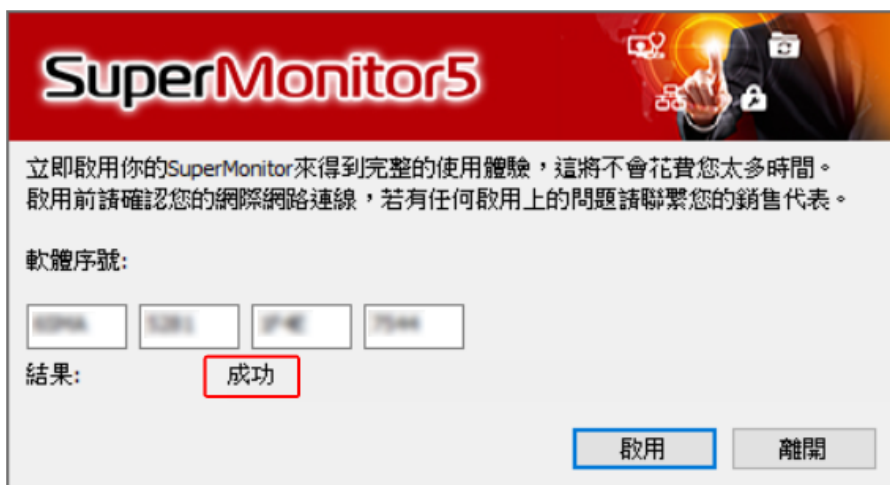 SuperMonitor5
立即啟用你的SuperMonitor來得到完整的使用體驗，這將不會花費您太多時間。
啟用前請確認您的網際網路連線，若有任何啟用上的問題請聯繫您的銷售代表。
軟體序號:
結果: 成功
啟用 離開